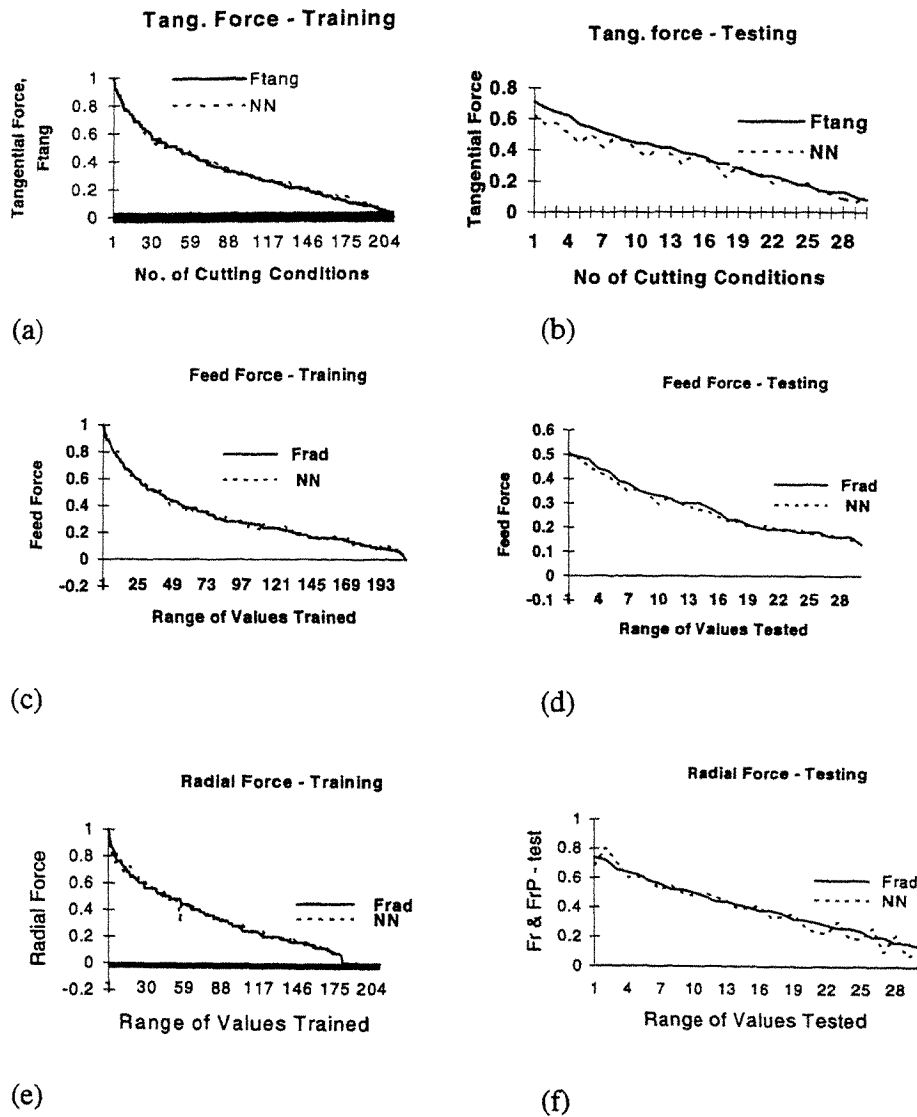 Tang. Force - Training
Tangential Force,
Ftang
1
0.8
0.6
0.4
0.2
0
Ftang
NN
1 30 59 88 117 146 175 204
No. of Cutting Conditions
(a)
Tang. force - Testing
Tangential Force
0.8
0.6
0.4
0.2
0
Ftang
NN
1 4 7 10 13 16 19 22 25 28
No of Cutting Conditions
(b)
Feed Force - Training
Feed Force
1
0.8
0.6
0.4
0.2
0
-0.2
Frad
NN
1 25 49 73 97 121 145 169 193
Range of Values Trained
(c)
Feed Force - Testing
Feed Force
0.6
0.5
0.4
0.3
0.2
0.1
0
-0.1
Frad
NN
1 4 7 10 13 16 19 22 25 28
Range of Values Tested
(d)
Radial Force - Training
Radial Force
1
0.8
0.6
0.4
0.2
0
-0.2
Frad
NN
1 30 59 88 117 146 175 204
Range of Values Trained
(e)
Radial Force - Testing
Fr & FrP - test
1
0.8
0.6
0.4
0.2
0
Frad
NN
1 4 7 10 13 16 19 22 25 28
Range of Values Tested
(f)